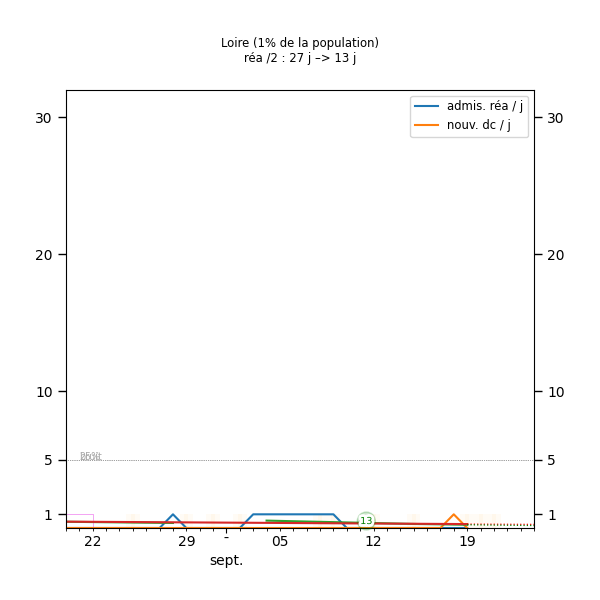 Loire (1% de la population)
réa /2 : 27 j –> 13 j
admis. réa / j
nouv. dc / j
30 30
20 20
10 10
5 5
1 1
13
22 29 - 05 12 19
sept.